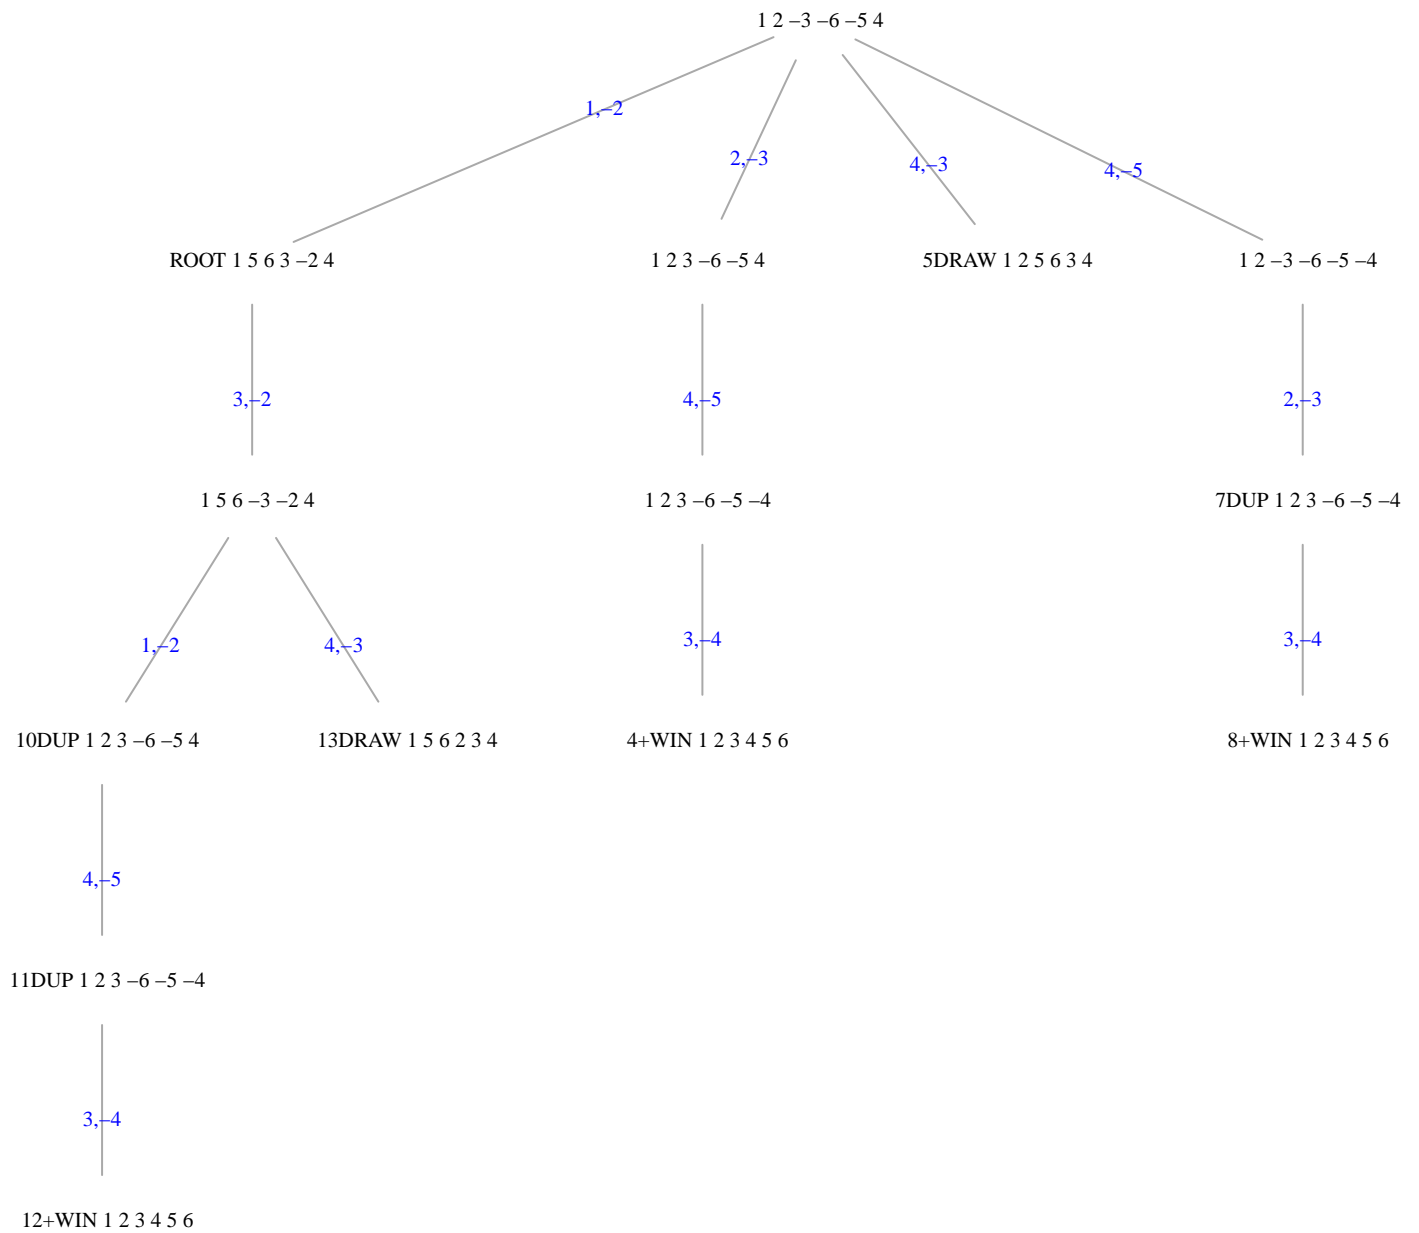 1 2 –3 –6 –5 4
1,–2
2,–3
4,–3
4,–5
ROOT 1 5 6 3 –2 4
1 2 3 –6 –5 4
5DRAW 1 2 5 6 3 4
1 2 –3 –6 –5 –4
3,–2
4,–5
2,–3
1 5 6 –3 –2 4
1 2 3 –6 –5 –4
7DUP 1 2 3 –6 –5 –4
1,–2
4,–3
3,–4
3,–4
10DUP 1 2 3 –6 –5 4
13DRAW 1 5 6 2 3 4
4+WIN 1 2 3 4 5 6
8+WIN 1 2 3 4 5 6
4,–5
11DUP 1 2 3 –6 –5 –4
3,–4
12+WIN 1 2 3 4 5 6